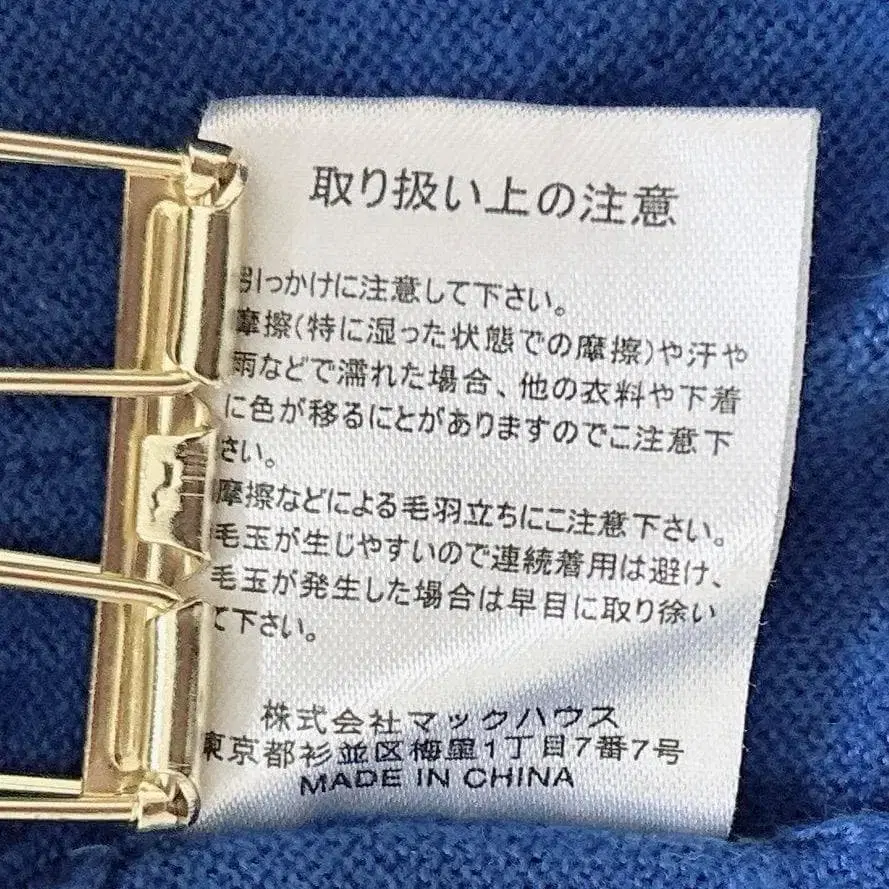 取り扱い上の注意
引っかけに注意して下さい。
摩擦(特に湿った状態での摩擦)や汗や
雨などで濡れた場合、他の衣料や下着
に色が移るにとがありますのでこ注意下
さい。
摩擦などによる毛羽立ちにこ注意下さい。
毛玉が生じやすいので連続着用は避け、
毛玉が発生した場合は早目に取り徐い
て下さい。
株式会社マックハウス
東京都杉並区梅里1丁目7番7号
MADE IN CHINA